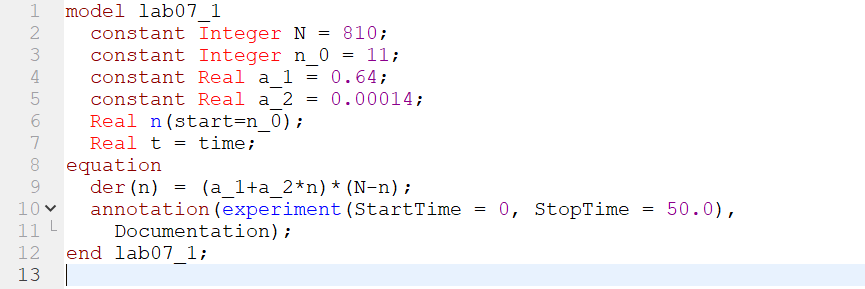 1 model lab07_1
2   constant Integer N = 810;
3   constant Integer n_0 = 11;
4   constant Real a_1 = 0.64;
5   constant Real a_2 = 0.00014;
6   Real n(start=n_0);
7   Real t = time;
8 equation
9   der(n) = (a_1+a_2*n)*(N-n);
10   annotation(experiment(StartTime = 0, StopTime = 50.0),
11     Documentation);
12 end lab07_1;
13